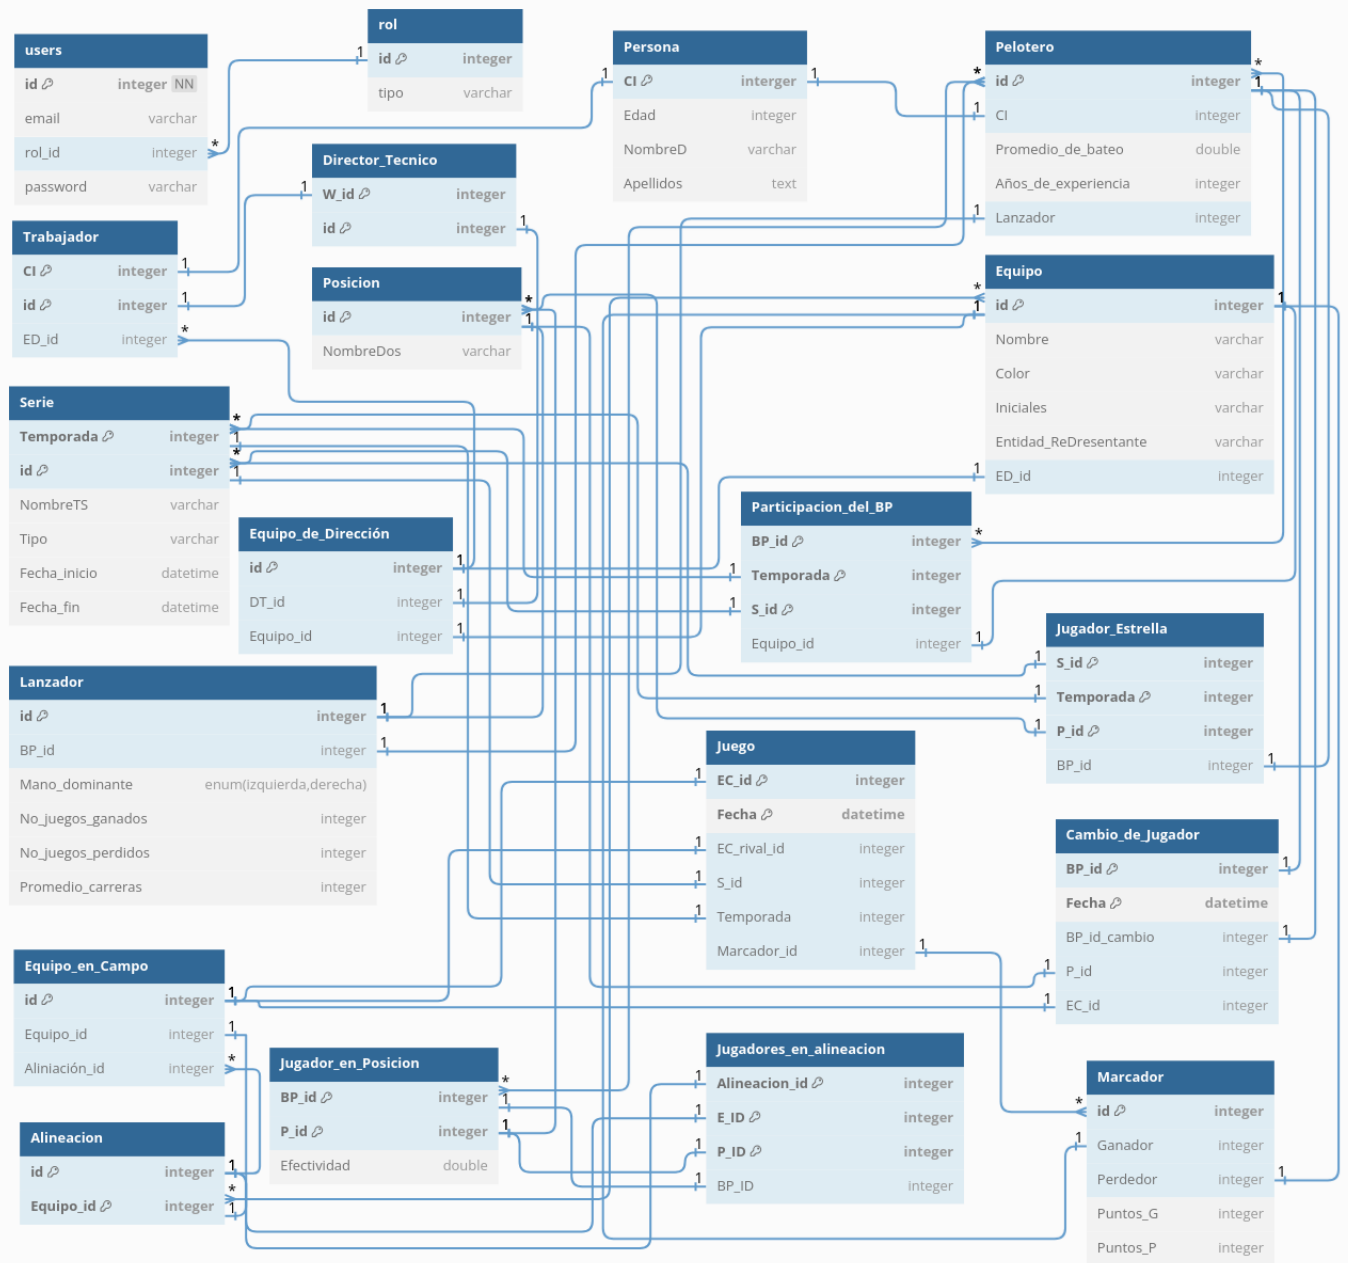 users
id integer NN
email varchar
rol_id integer
password varchar
rol
id integer
tipo varchar
Persona
CI interger
Edad integer
NombreD varchar
Apellidos text
Pelotero
id integer
CI integer
Promedio_de_bateo double
Años_de_experiencia integer
Lanzador integer
Director_Tecnico
W_id integer
id integer
Trabajador
CI integer
id integer
ED_id integer
Posicion
id integer
NombreDos varchar
Equipo
id integer
Nombre varchar
Color varchar
Iniciales varchar
Entidad_ReDresentante varchar
ED_id integer
Serie
Temporada integer
id integer
NombreTS varchar
Tipo varchar
Fecha_inicio datetime
Fecha_fin datetime
Equipo_de_Dirección
id integer
DT_id integer
Equipo_id integer
Participacion_del_BP
BP_id integer
Temporada integer
S_id integer
Equipo_id integer
Jugador_Estrella
S_id integer
Temporada integer
P_id integer
BP_id integer
Lanzador
id integer
BP_id integer
Mano_dominante enum(izquierda,derecha)
No_juegos_ganados integer
No_juegos_perdidos integer
Promedio_carreras integer
Juego
EC_id integer
Fecha datetime
EC_rival_id integer
S_id integer
Temporada integer
Marcador_id integer
Cambio_de_Jugador
BP_id integer
Fecha datetime
BP_id_cambio integer
P_id integer
EC_id integer
Equipo_en_Campo
id integer
Equipo_id integer
Aliniación_id integer
Jugador_en_Posicion
BP_id integer
P_id integer
Efectividad double
Jugadores_en_alineacion
Alineacion_id integer
E_ID integer
P_ID integer
BP_ID integer
Marcador
id integer
Ganador integer
Perdedor integer
Puntos_G integer
Puntos_P integer
Alineacion
id integer
Equipo_id integer